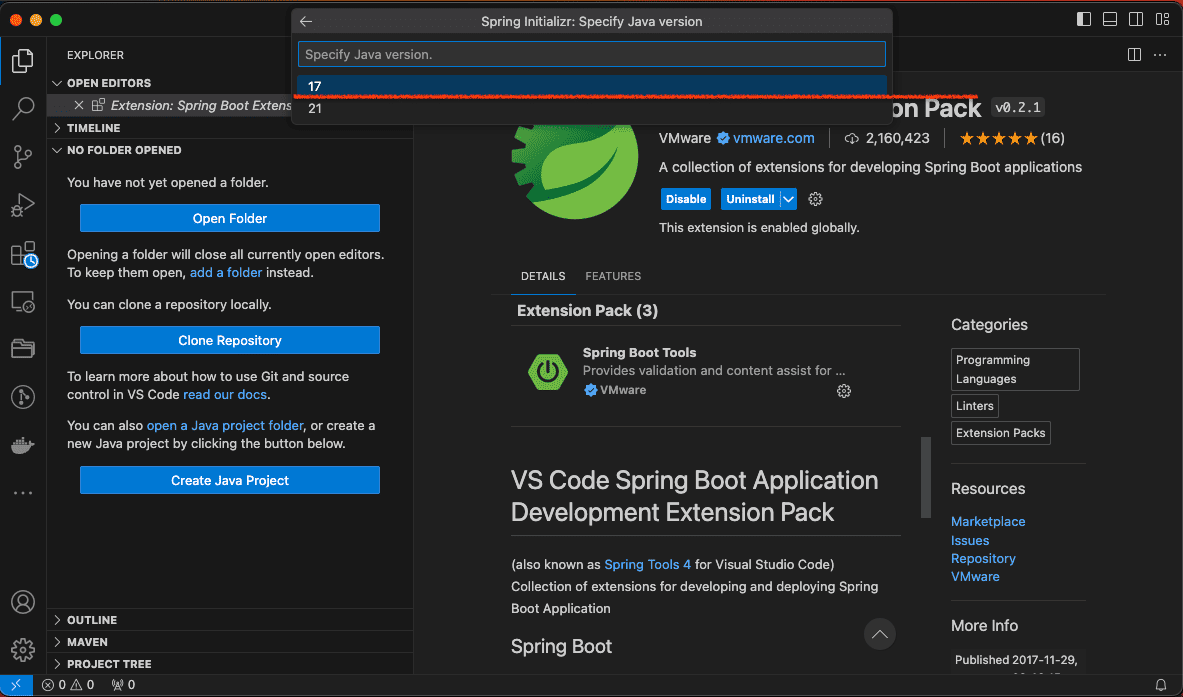 Spring Initializr: Specify Java version
Specify Java version.
17
21
EXPLORER
OPEN EDITORS
Extension: Spring Boot Extens
TIMELINE
NO FOLDER OPENED
You have not yet opened a folder.
Open Folder
Opening a folder will close all currently open editors.
To keep them open, add a folder instead.
You can clone a repository locally.
Clone Repository
To learn more about how to use Git and source
control in VS Code read our docs.
You can also open a Java project folder, or create a
new Java project by clicking the button below.
Create Java Project
OUTLINE
MAVEN
PROJECT TREE
on Pack v0.2.1
VMware vmware.com 2,160,423 (16)
A collection of extensions for developing Spring Boot applications
Disable Uninstall
This extension is enabled globally.
DETAILS FEATURES
Extension Pack (3)
Spring Boot Tools
Provides validation and content assist for ...
VMware
VS Code Spring Boot Application
Development Extension Pack
(also known as Spring Tools 4 for Visual Studio Code)
Collection of extensions for developing and deploying Spring
Boot Application
Spring Boot
Categories
Programming
Languages
Linters
Extension Packs
Resources
Marketplace
Issues
Repository
VMware
More Info
Published 2017-11-29,
0 0 0